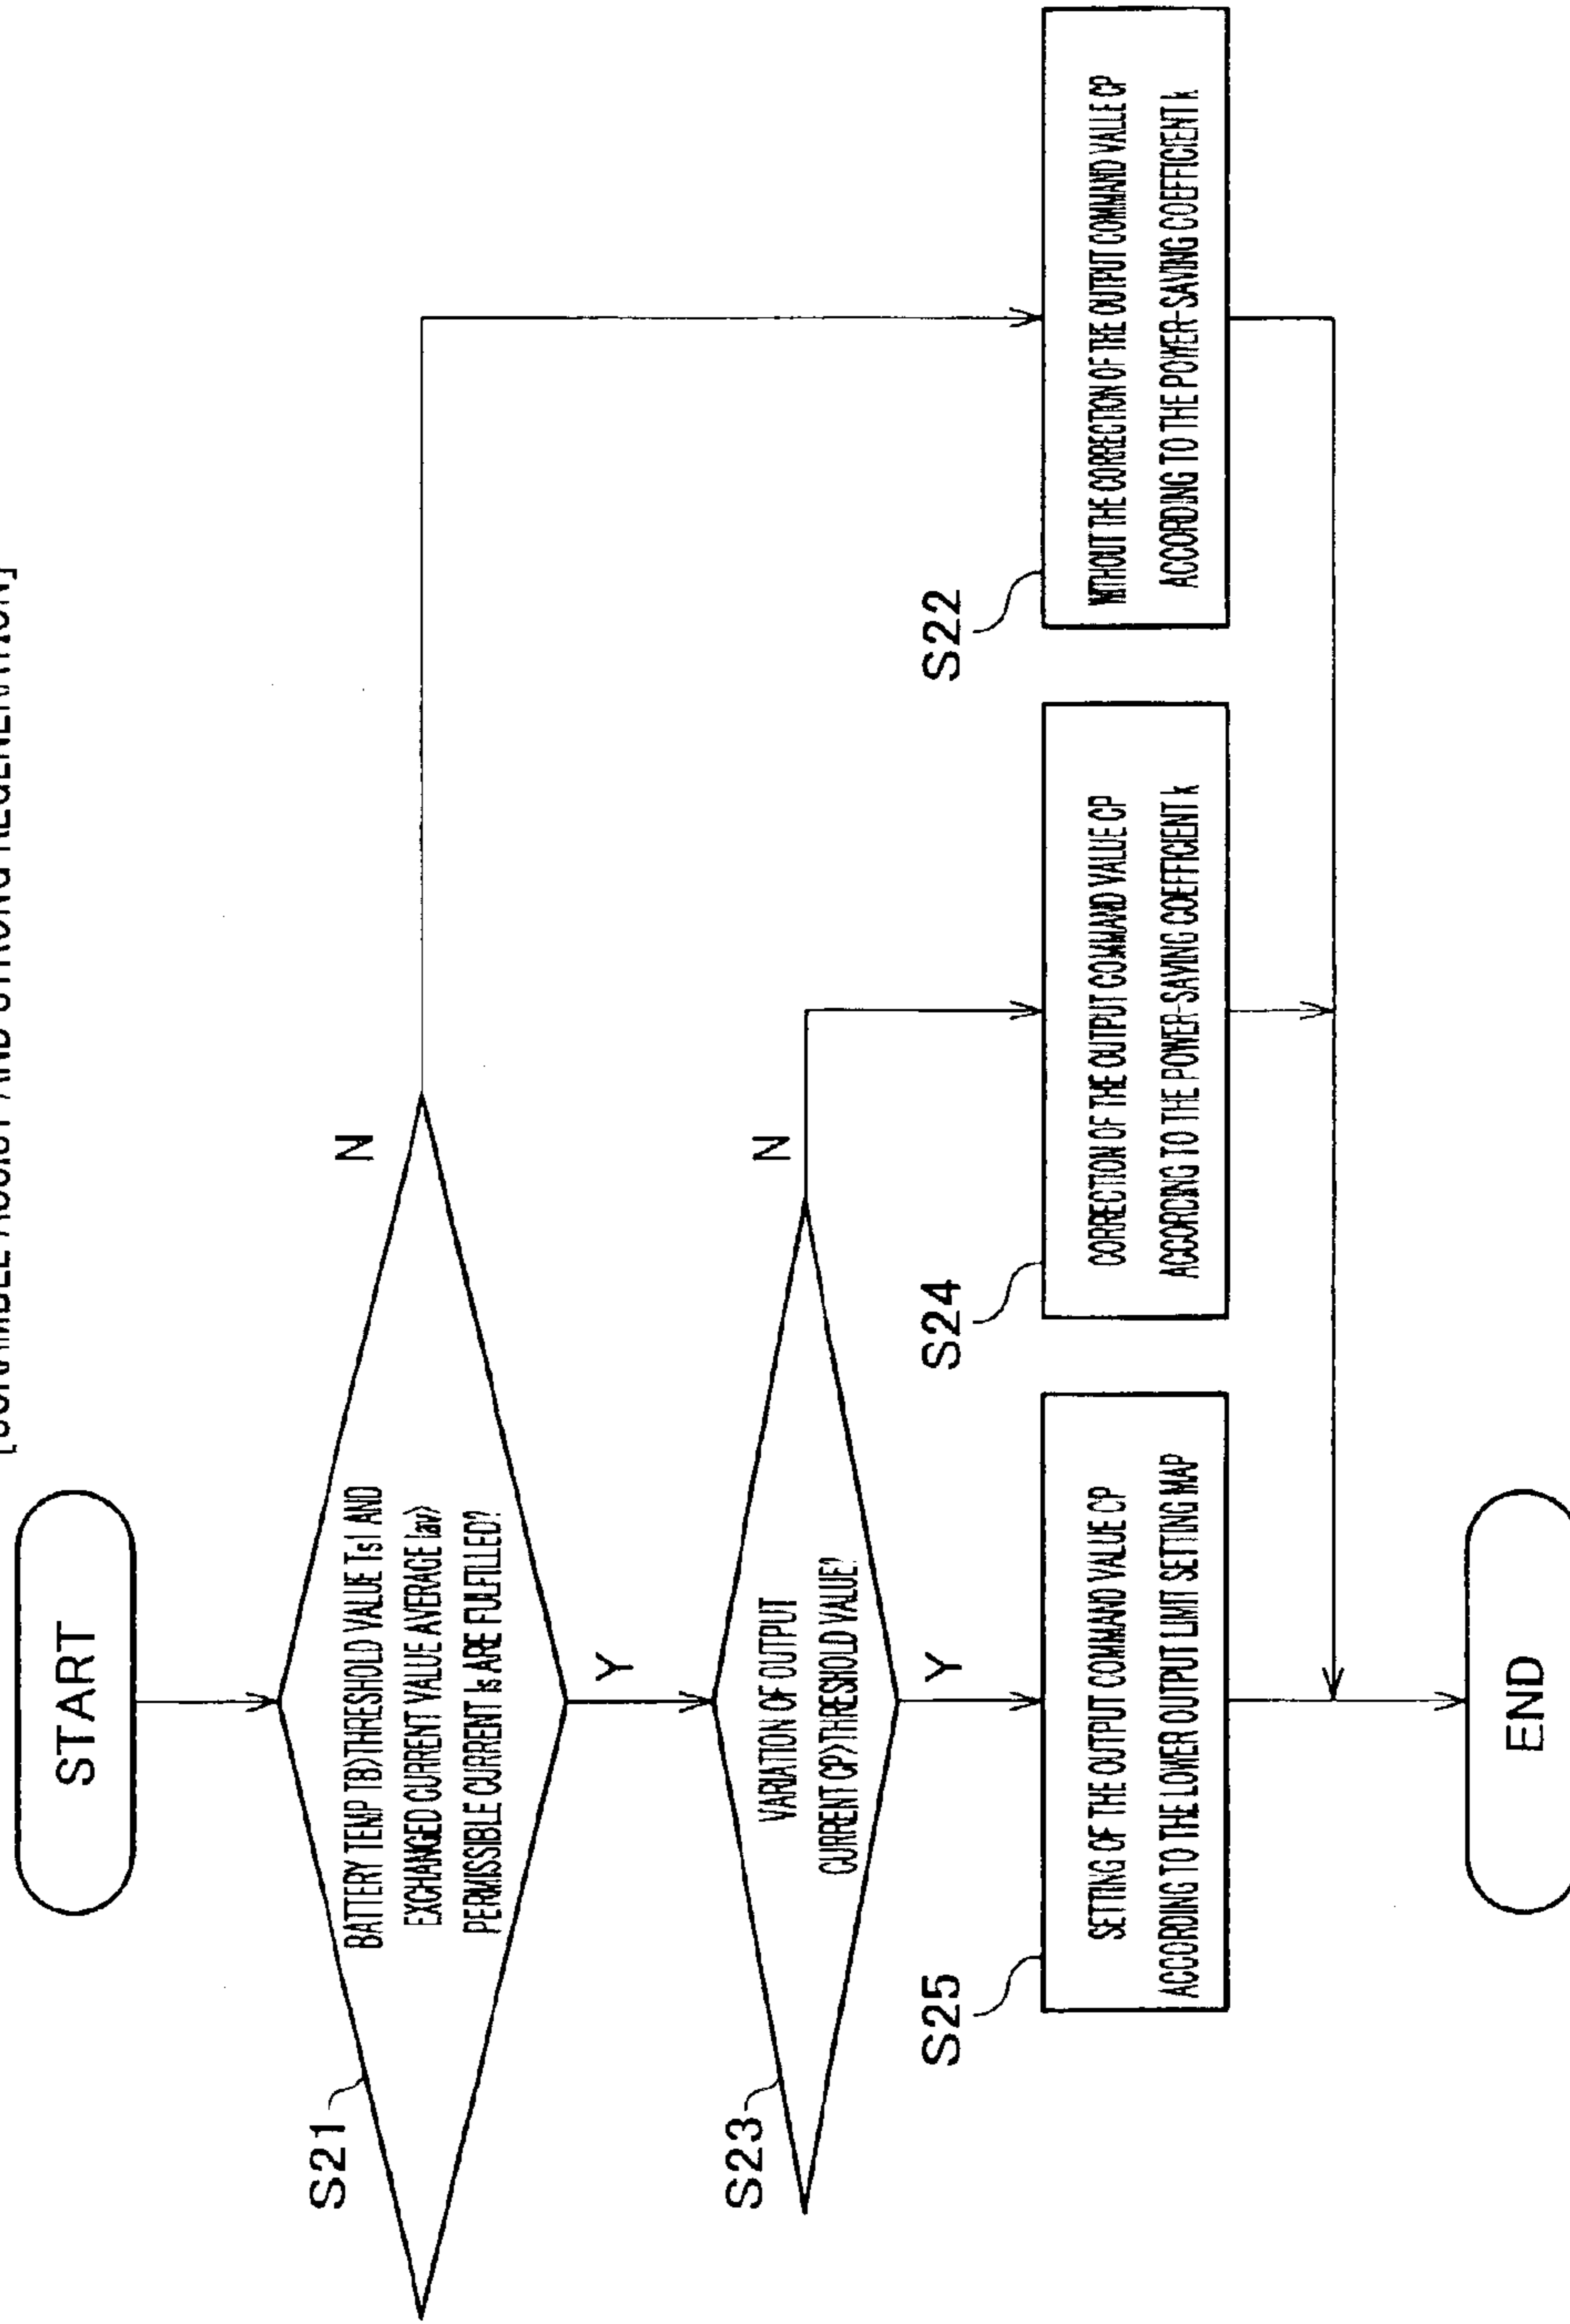 [SCRAMBLE ASSIST AND STRONG REGENERATION]
START
S21
BATTERY TEMP TB>THRESHOLD VALUE Ts1 AND
EXCHANGED CURRENT VALUE AVERAGE Iav>
PERMISSIBLE CURRENT Is ARE FULFILLED?
N
Y
S23
VARIATION OF OUTPUT
CURRENT CP>THRESHOLD VALUE?
N
Y
S25
SETTING OF THE OUTPUT COMMAND VALUE CP
ACCORDING TO THE LOWER OUTPUT LIMIT SETTING MAP
S24
CORRECTION OF THE OUTPUT COMMAND VALUE CP
ACCORDING TO THE POWER-SAVING COEFFICIENT k
S22
WITHOUT THE CORRECTION OF THE OUTPUT COMMAND VALUE CP
ACCORDING TO THE POWER-SAVING COEFFICIENT k
END